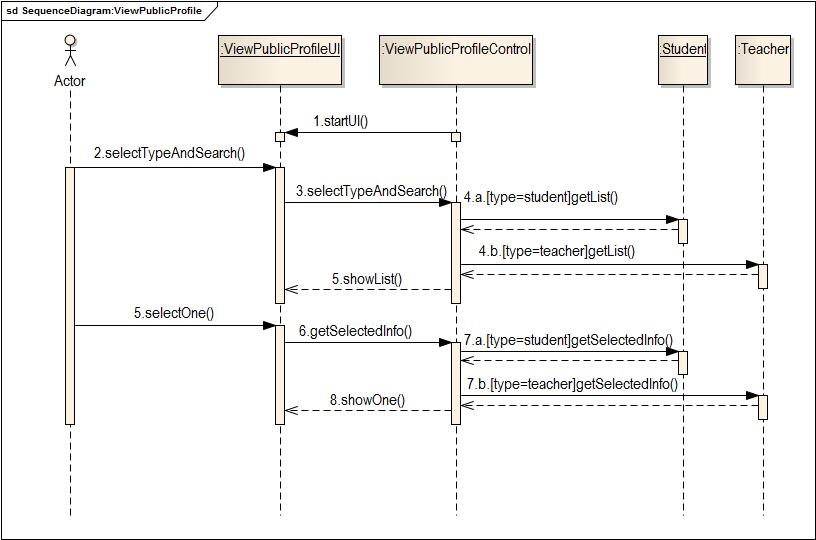 sd SequenceDiagram:ViewPublicProfile
Actor
:ViewPublicProfileUI
:ViewPublicProfileControl
:Student
:Teacher
1.startUI()
2.selectTypeAndSearch()
3.selectTypeAndSearch()
4.a.[type=student]getList()
4.b.[type=teacher]getList()
5.showList()
5.selectOne()
6.getSelectedInfo()
7.a.[type=student]getSelectedInfo()
7.b.[type=teacher]getSelectedInfo()
8.showOne()